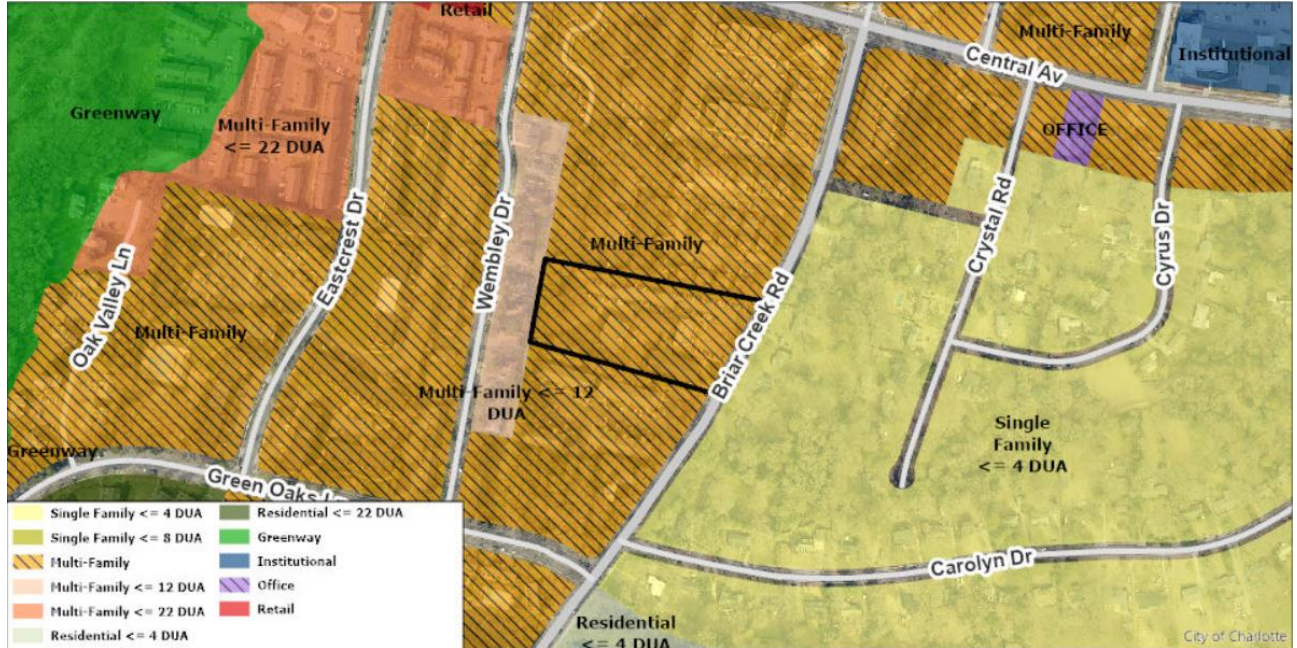 Retail
Multi-Family
Institutional
Central Av
Greenway
Multi-Family
<= 22 DUA
OFFICE
Eastcrest Dr
Wembley Dr
Multi-Family
Briar Creek Rd
Crystal Rd
Cyrus Dr
Oak Valley Ln
Multi-Family
Multi-Family <= 12
DUA
Single
Family
<= 4 DUA
Greenway
Green Oaks
Carolyn Dr
Residential
<= 4 DUA
Single Family <= 4 DUA
Single Family <= 8 DUA
Multi-Family
Multi-Family <= 12 DUA
Multi-Family <= 22 DUA
Residential <= 4 DUA
Residential <= 22 DUA
Greenway
Institutional
Office
Retail
City of Charlotte